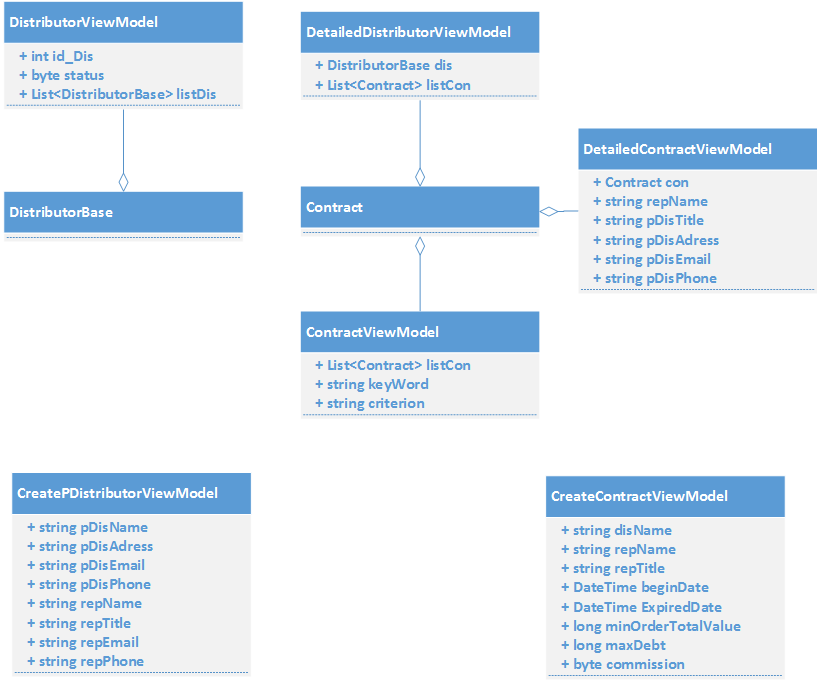 DistributorViewModel
+ int id_Dis
+ byte status
+ List<DistributorBase> listDis
DistributorBase
DetailedDistributorViewModel
+ DistributorBase dis
+ List<Contract> listCon
Contract
DetailedContractViewModel
+ Contract con
+ string repName
+ string pDisTitle
+ string pDisAdress
+ string pDisEmail
+ string pDisPhone
ContractViewModel
+ List<Contract> listCon
+ string keyWord
+ string criterion
CreatePDistributorViewModel
+ string pDisName
+ string pDisAdress
+ string pDisEmail
+ string pDisPhone
+ string repName
+ string repTitle
+ string repEmail
+ string repPhone
CreateContractViewModel
+ string disName
+ string repName
+ string repTitle
+ DateTime beginDate
+ DateTime ExpiredDate
+ long minOrderTotalValue
+ long maxDebt
+ byte commission